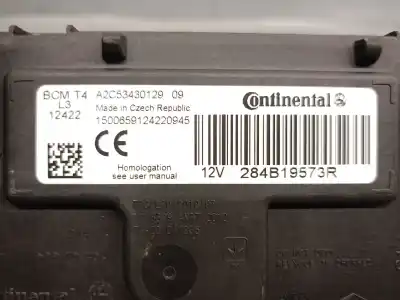 BCM T4 A2C53430129 09
L3 Made in Czech Republic
12422 1500659124220945
Continental
CE
Homologation
see user manual
12V 284B19573R